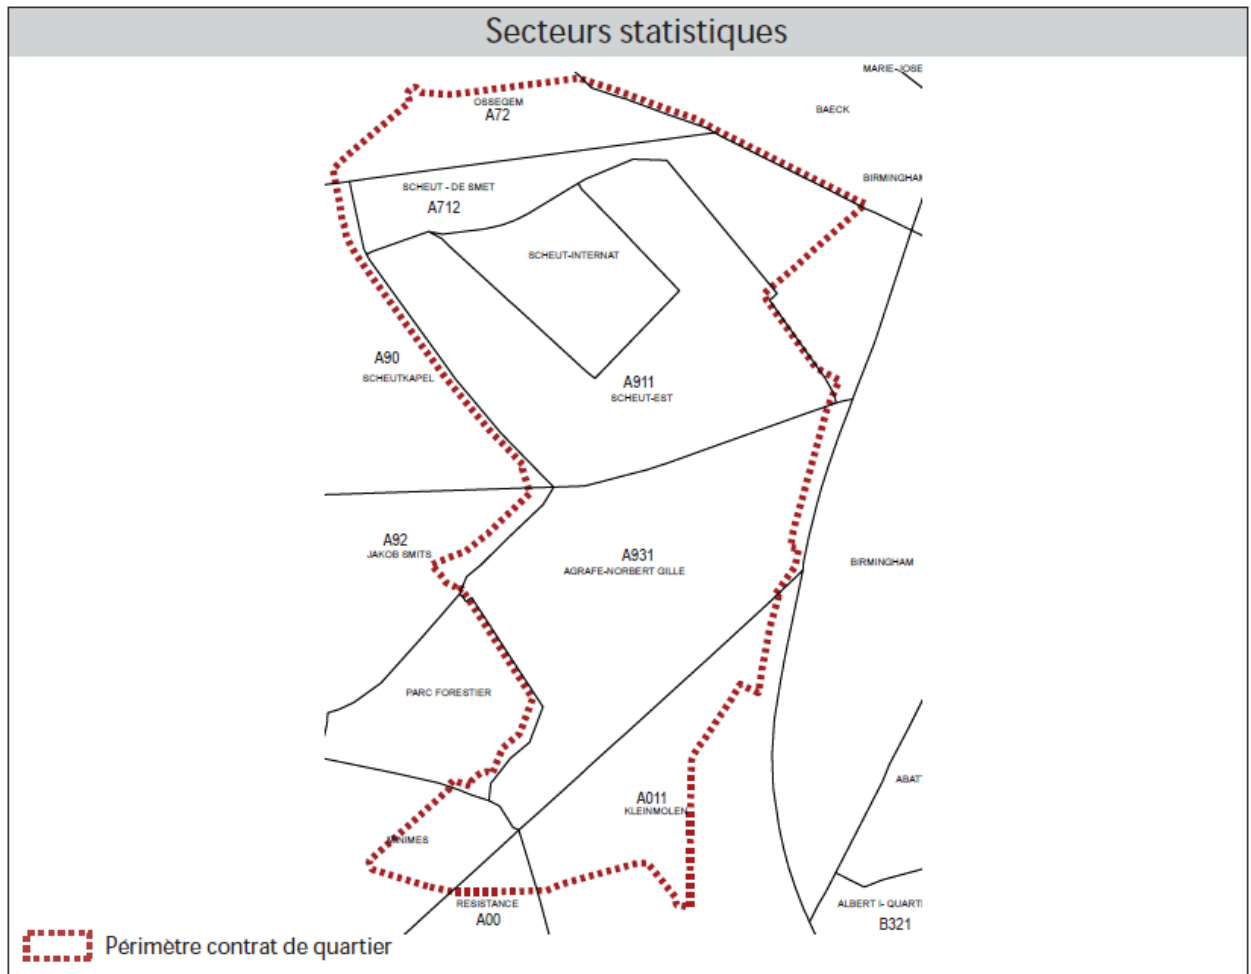 Secteurs statistiques
MARIE-JOSE
OSSEGEM
A72
BAECK
BIRMINGHAM
SCHEUT - DE SMET
A712
SCHEUT-INTERNAT
A90
SCHEUTKAPEL
A911
SCHEUT-EST
A92
JAKOB SMITS
A931
AGRAFE-NORBERT GILLE
BIRMINGHAM
PARC FORESTIER
ABATT
A011
KLEINMOLEN
MINIMES
RESISTANCE
A00
ALBERT I- QUARTI
B321
Périmètre contrat de quartier